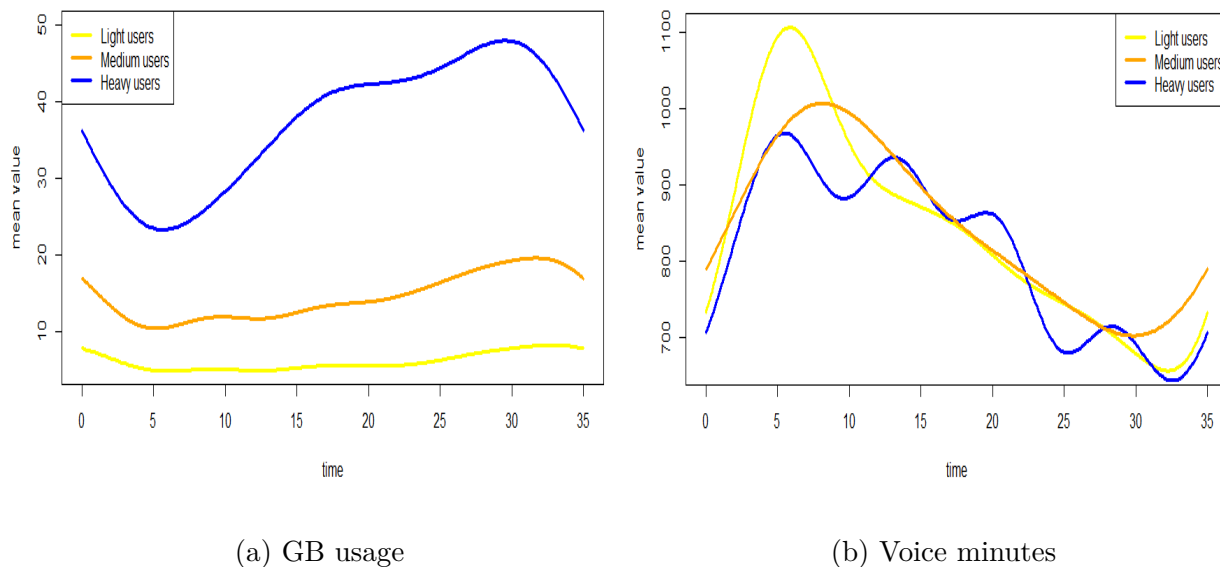 Light users
Medium users
Heavy users
mean value
50
40
30
20
10
0 5 10 15 20 25 30 35
time
(a) GB usage
Light users
Medium users
Heavy users
mean value
1100
1000
900
800
700
0 5 10 15 20 25 30 35
time
(b) Voice minutes